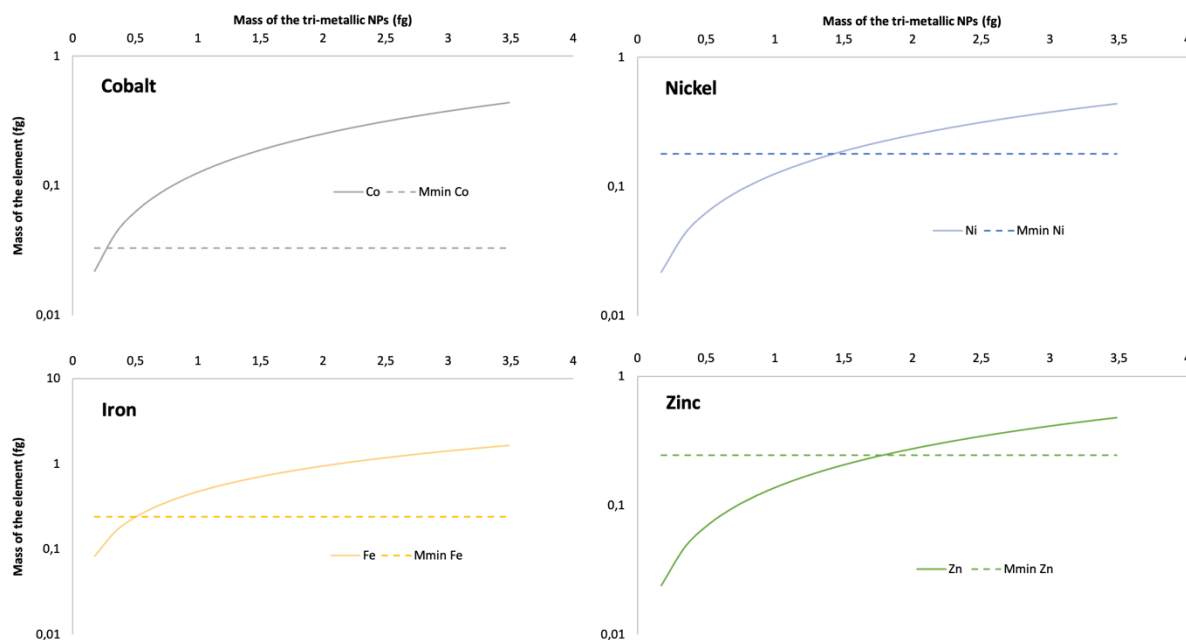 Mass of the tri-metallic NPs (fg)
0 0,5 1 1,5 2 2,5 3 3,5 4
1
0,1
0,01
Mass of the element (fg)
Cobalt
Co Mmin Co
Mass of the tri-metallic NPs (fg)
0 0,5 1 1,5 2 2,5 3 3,5 4
1
0,1
0,01
Nickel
Ni Mmin Ni
0 0,5 1 1,5 2 2,5 3 3,5 4
10
1
0,1
0,01
Mass of the element (fg)
Iron
Fe Mmin Fe
0 0,5 1 1,5 2 2,5 3 3,5 4
1
0,1
0,01
Zinc
Zn Mmin Zn